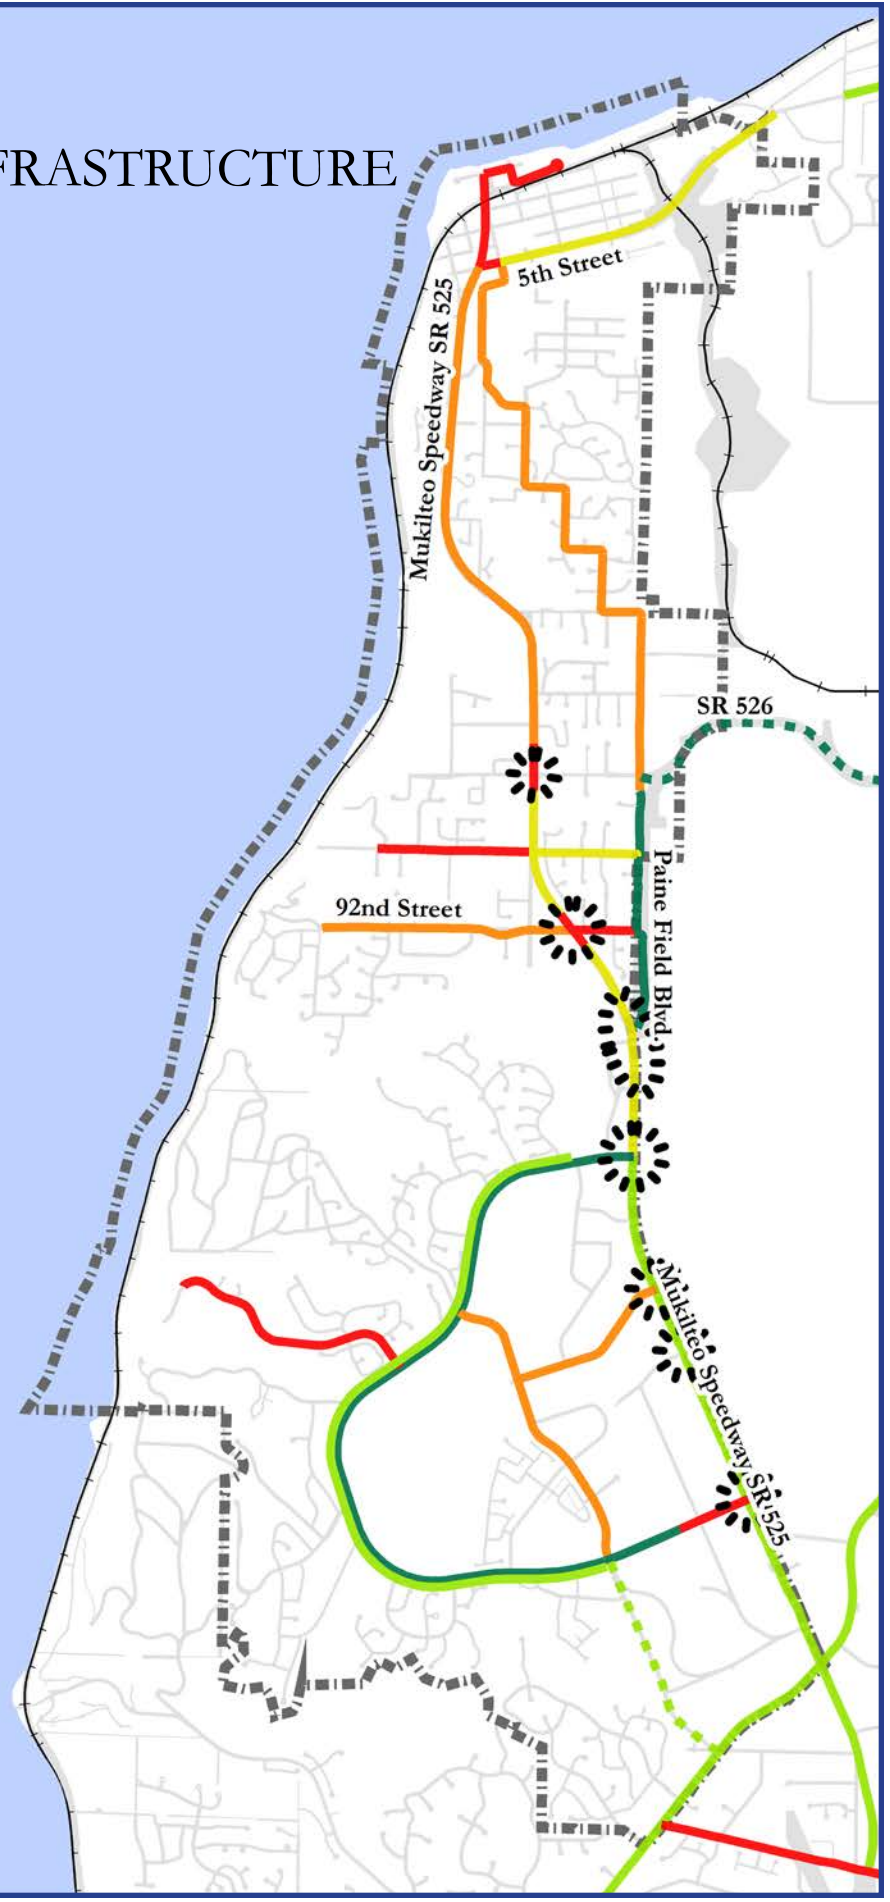 FRASTRUCTURE
5th Street
Mukilteo Speedway SR 525
SR 526
Paine Field Blvd.
92nd Street
Mukilteo Speedway SR 525